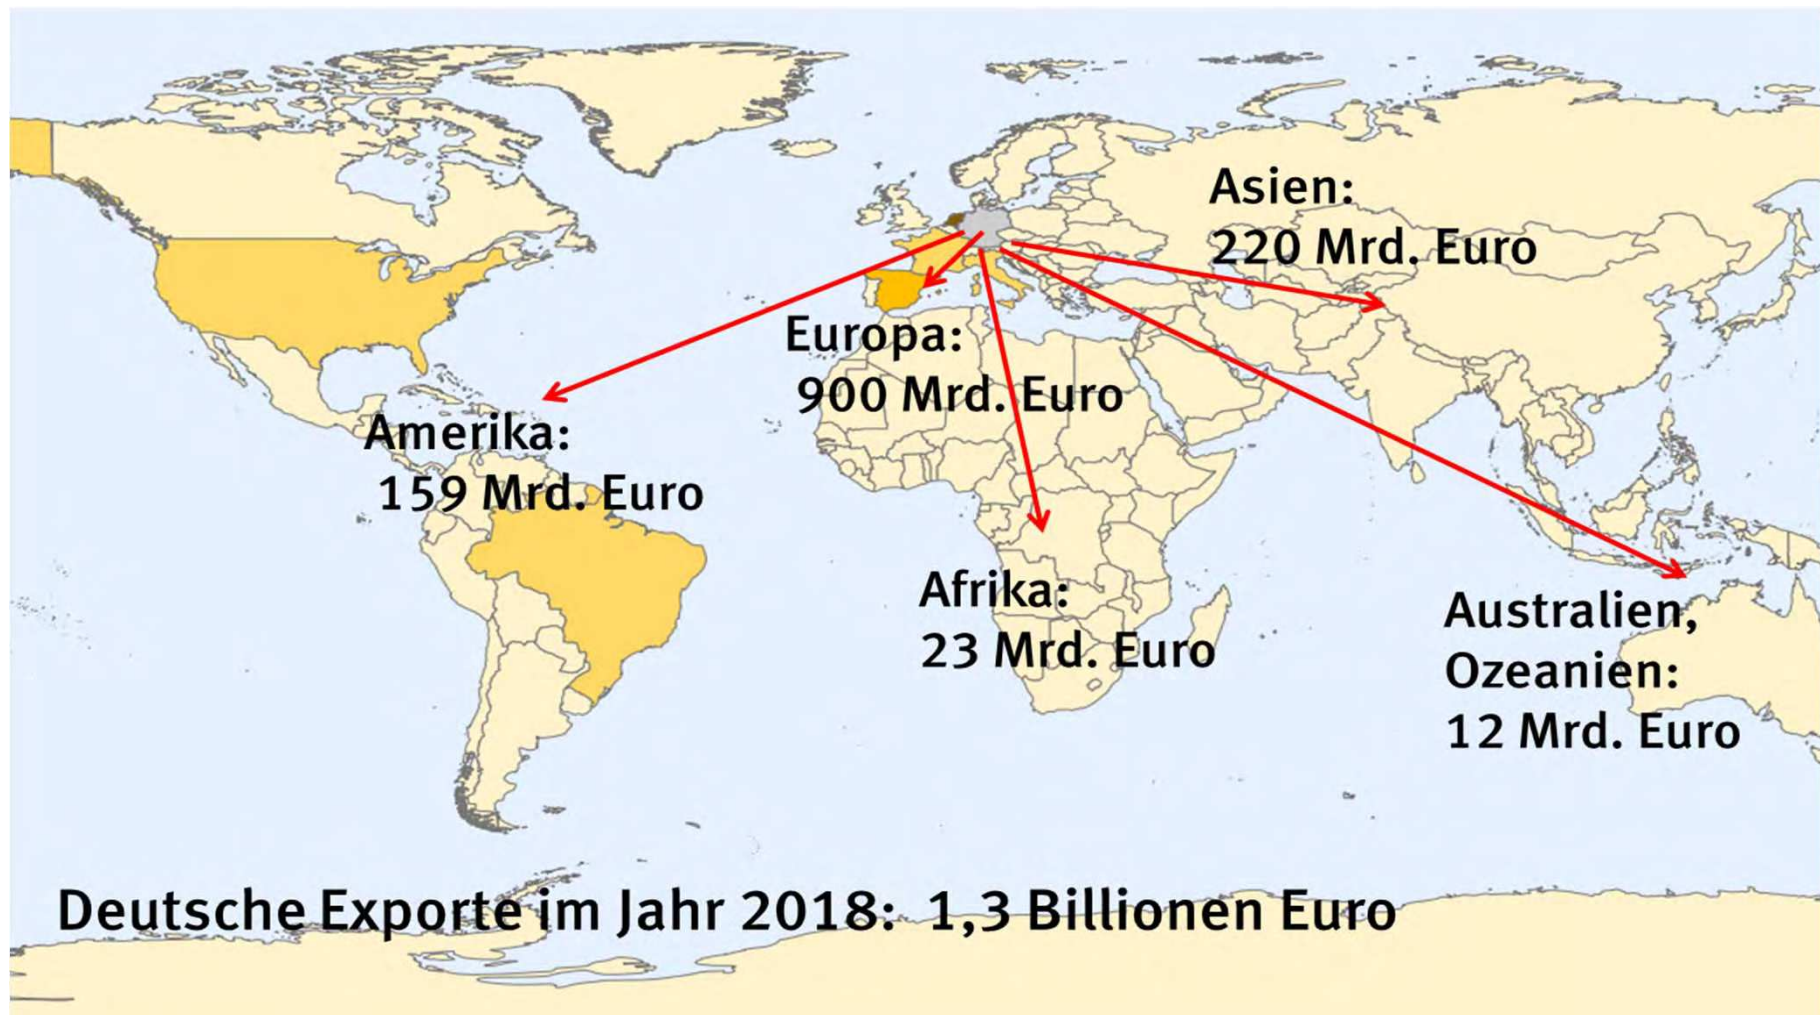 Asien:
220 Mrd. Euro
Europa:
900 Mrd. Euro
Amerika:
159 Mrd. Euro
Afrika:
23 Mrd. Euro
Australien,
Ozeanien:
12 Mrd. Euro
Deutsche Exporte im Jahr 2018: 1,3 Billionen Euro